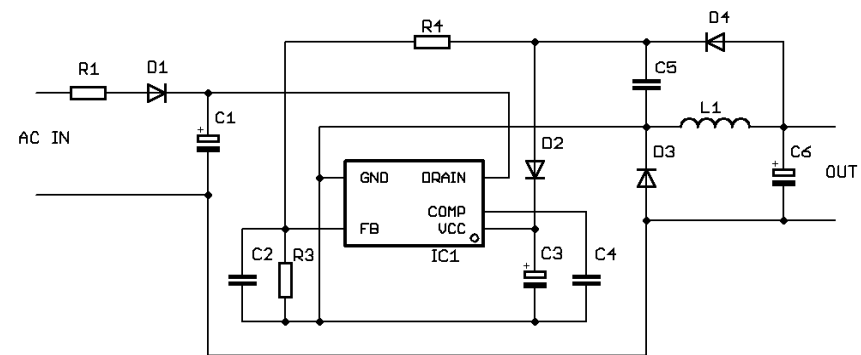 R4
D4
R1
D1
C5
L1
C1
AC IN
D2
D3
C6
GND
DRAIN
OUT
COMP
FB
VCC
C2
R3
IC1
C3
C4